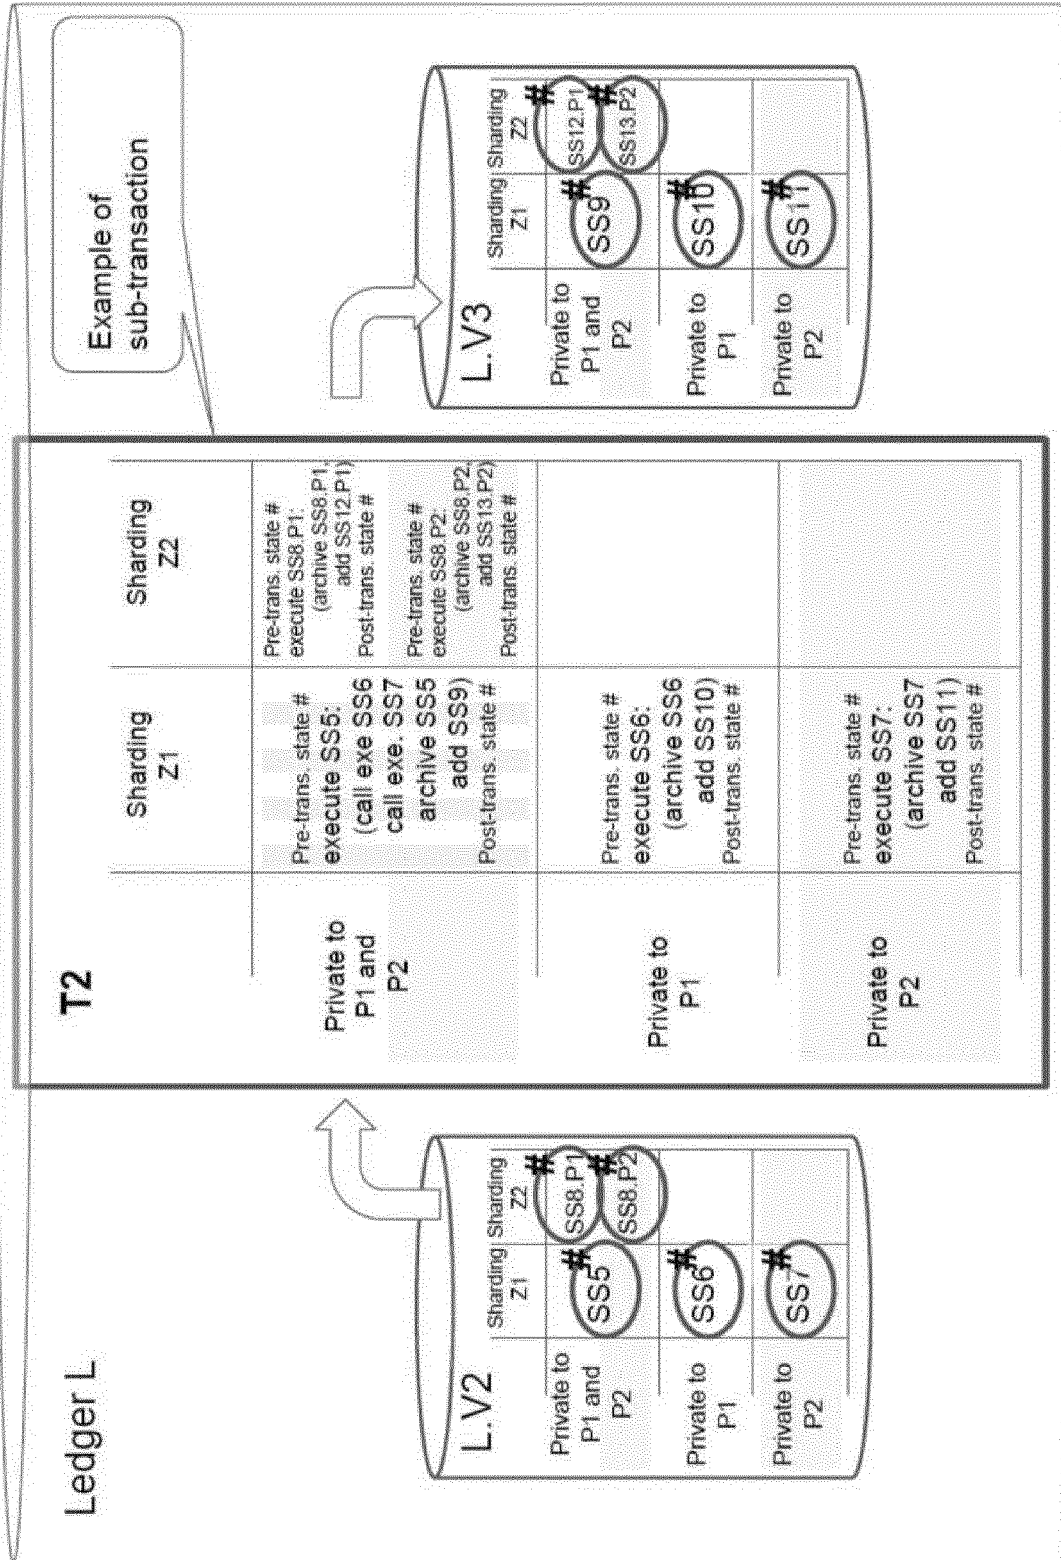 Ledger L
L.V2
Sharding
Z1
Sharding
Z2
Private to
P1 and
P2
#
SS5
#
SS8.P1
#
SS8.P2
Private to
P1
#
SS6
Private to
P2
#
SS7
T2
Sharding
Z1
Sharding
Z2
Private to
P1 and
P2
Pre-trans. state #
execute SS5:
(call exe SS6
call exe. SS7
archive SS5
add SS9)
Post-trans. state #
Pre-trans. state #
execute SS8.P1:
(archive SS8.P1,
add SS12.P1)
Post-trans. state #
Pre-trans. state #
execute SS8.P2:
(archive SS8.P2,
add SS13.P2)
Post-trans. state #
Private to
P1
Pre-trans. state #
execute SS6:
(archive SS6
add SS10)
Post-trans. state #
Private to
P2
Pre-trans. state #
execute SS7:
(archive SS7
add SS11)
Post-trans. state #
Example of
sub-transaction
L.V3
Sharding
Z1
Sharding
Z2
Private to
P1 and
P2
#
SS9
#
SS12.P1
#
SS13.P2
Private to
P1
#
SS10
Private to
P2
#
SS11